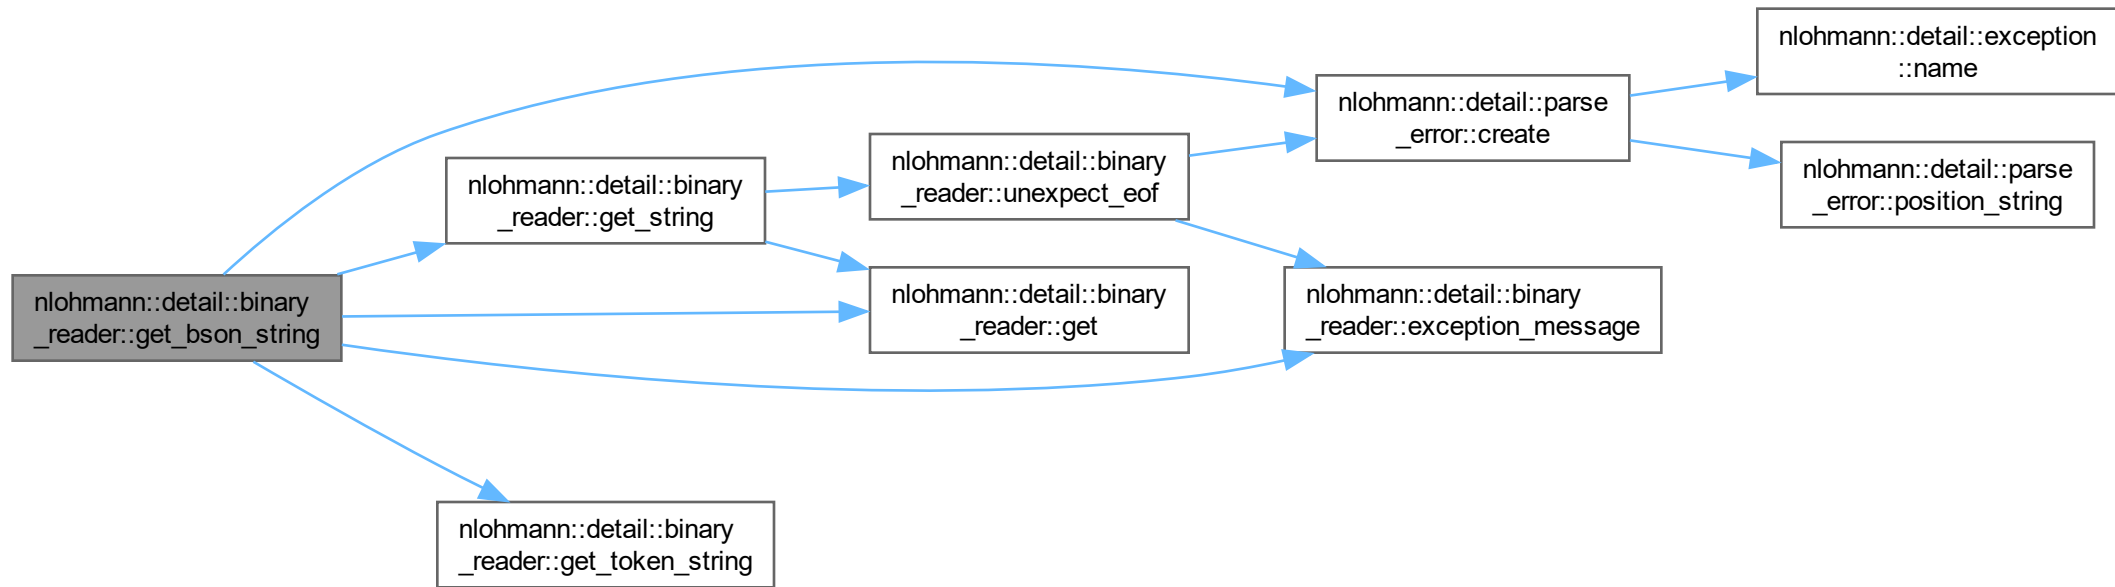 nlohmann::detail::binary
_reader::get_bson_string
nlohmann::detail::binary
_reader::get_string
nlohmann::detail::binary
_reader::get_token_string
nlohmann::detail::binary
_reader::unexpect_eof
nlohmann::detail::binary
_reader::get
nlohmann::detail::parse
_error::create
nlohmann::detail::binary
_reader::exception_message
nlohmann::detail::exception
::name
nlohmann::detail::parse
_error::position_string